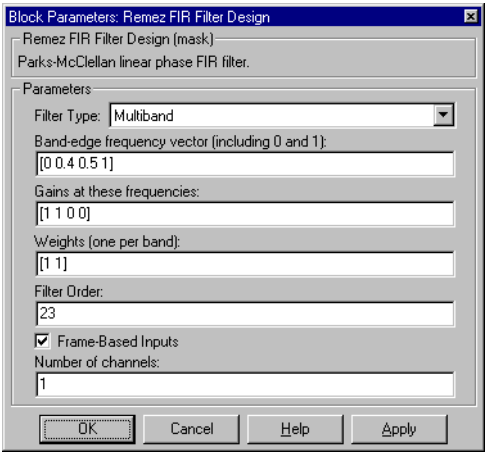 Block Parameters: Remez FIR Filter Design
Remez FIR Filter Design (mask)
Parks-McClellan linear phase FIR filter.
Parameters
Filter Type: Multiband
Band-edge frequency vector (including 0 and 1):
[0 0.4 0.5 1]
Gains at these frequencies:
[1 1 0 0]
Weights (one per band):
[1 1]
Filter Order:
23
Frame-Based Inputs
Number of channels:
1
OK Cancel Help Apply